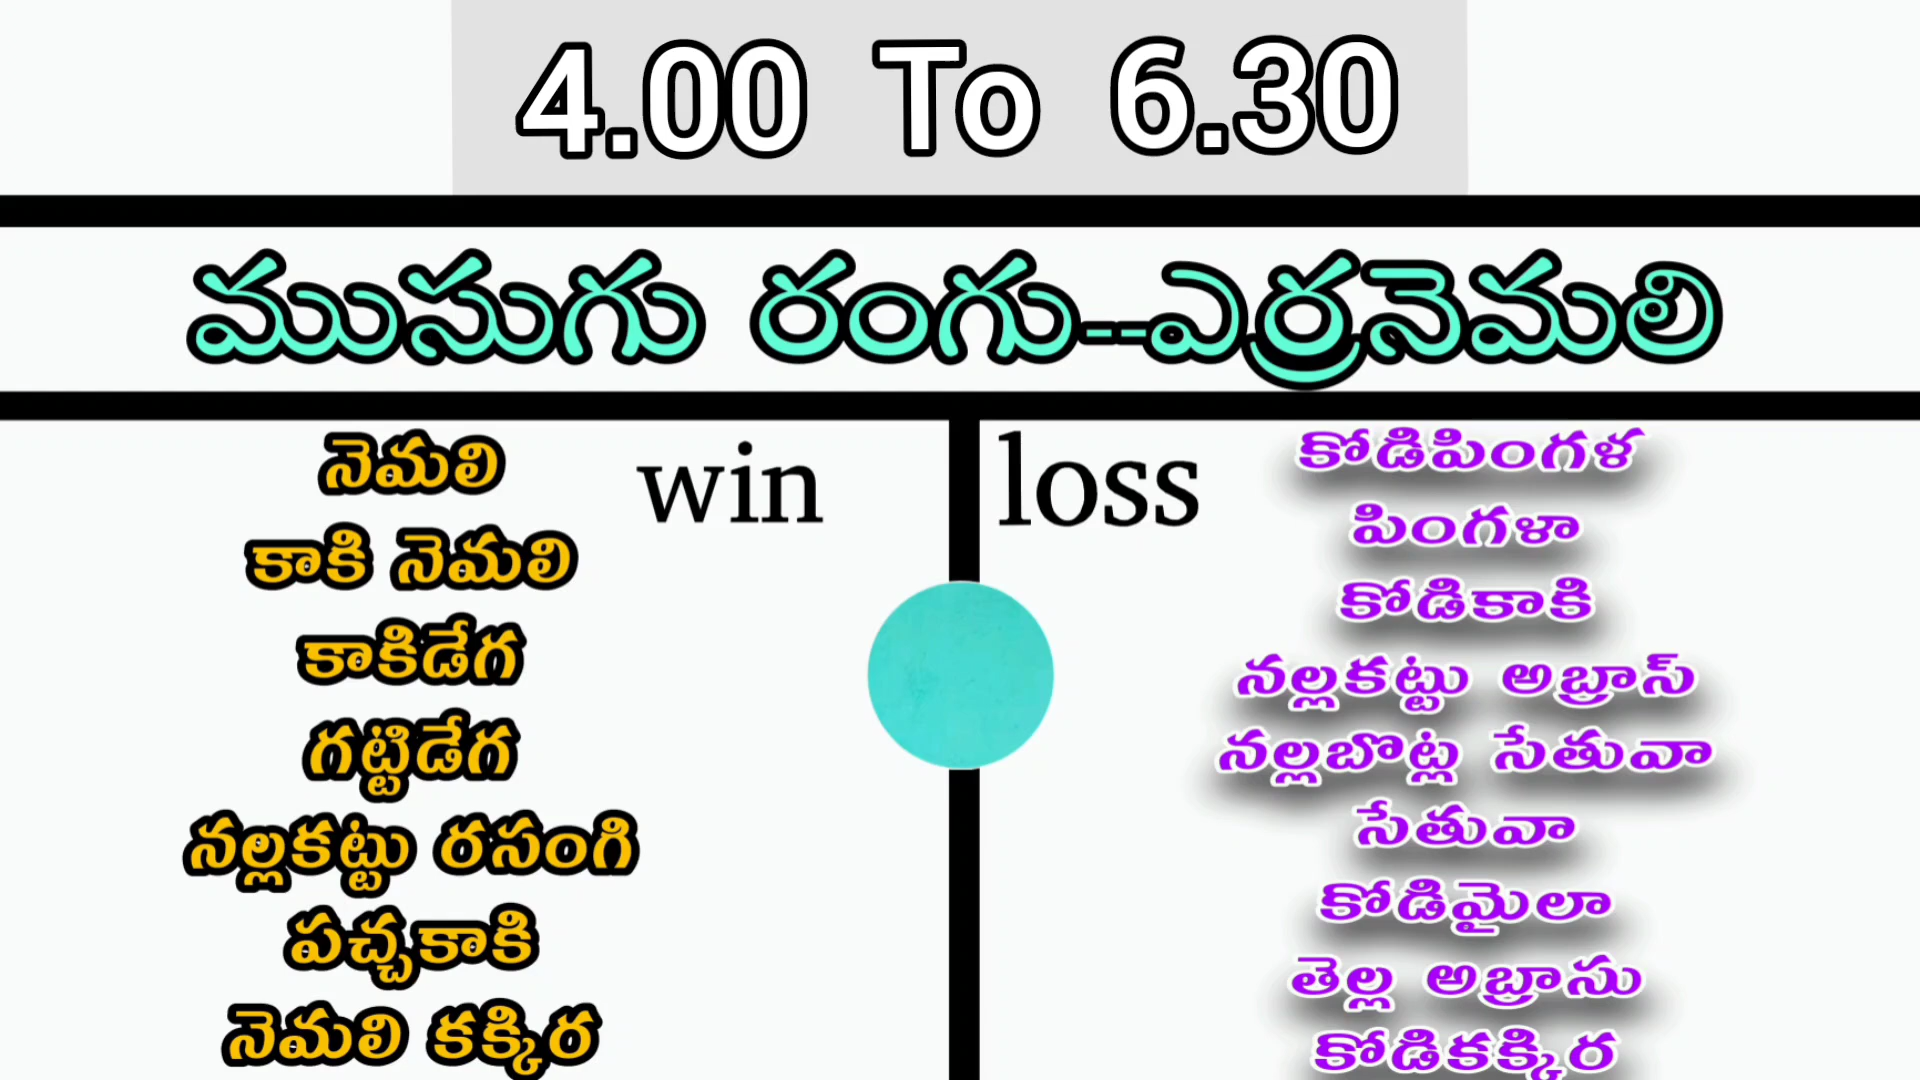 4.00 To 6.30
ముసుగు రంగు--ఎర్రనెమలి
win
నెమలి
కాకి నెమలి
కాకిడేగ
గట్టిడేగ
నల్లకట్టు రసంగి
పచ్చకాకి
నెమలి కక్కిర
loss
కోడిపింగళ
పింగళా
కోడికాకి
నల్లకట్టు అబ్రాస్
నల్లబొట్ల సేతువా
సేతువా
కోడిమైలా
తెల్ల అబ్రాసు
కోడికక్కిర